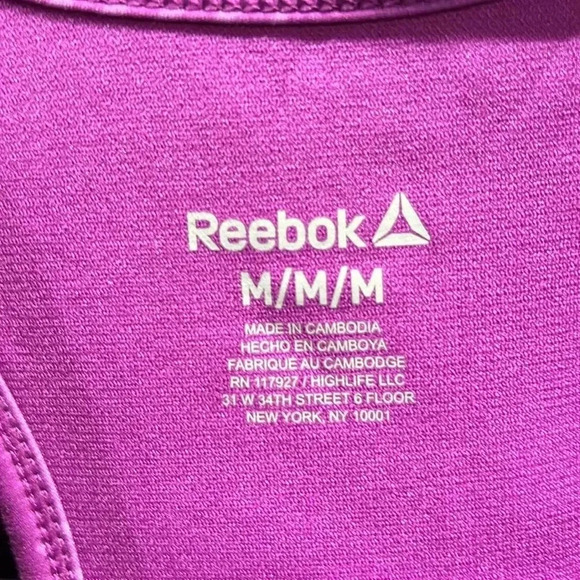 Reebok
M/M/M
MADE IN CAMBODIA
HECHO EN CAMBOYA
FABRIQUÉ AU CAMBODGE
RN 117927 / HIGHLIFE LLC
31 W 34TH STREET 6 FLOOR
NEW YORK, NY 10001